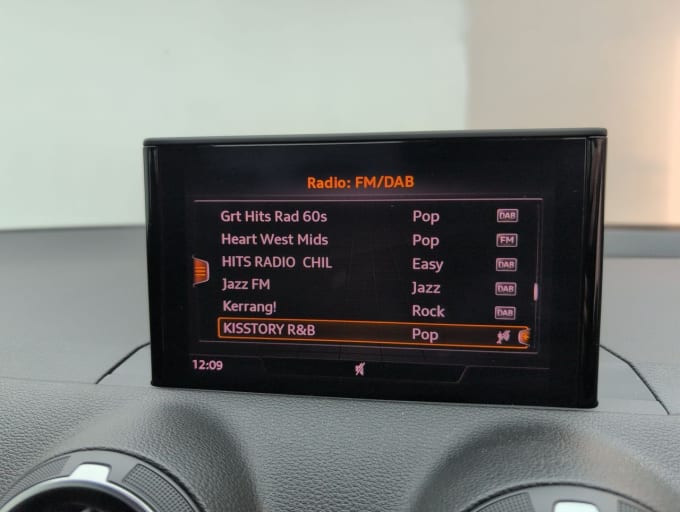 Radio: FM/DAB
Grt Hits Rad 60s Pop DAB
Heart West Mids Pop FM
HITS RADIO CHIL Easy DAB
Jazz FM Jazz DAB
Kerrang! Rock DAB
KISSTORY R&B Pop
12:09